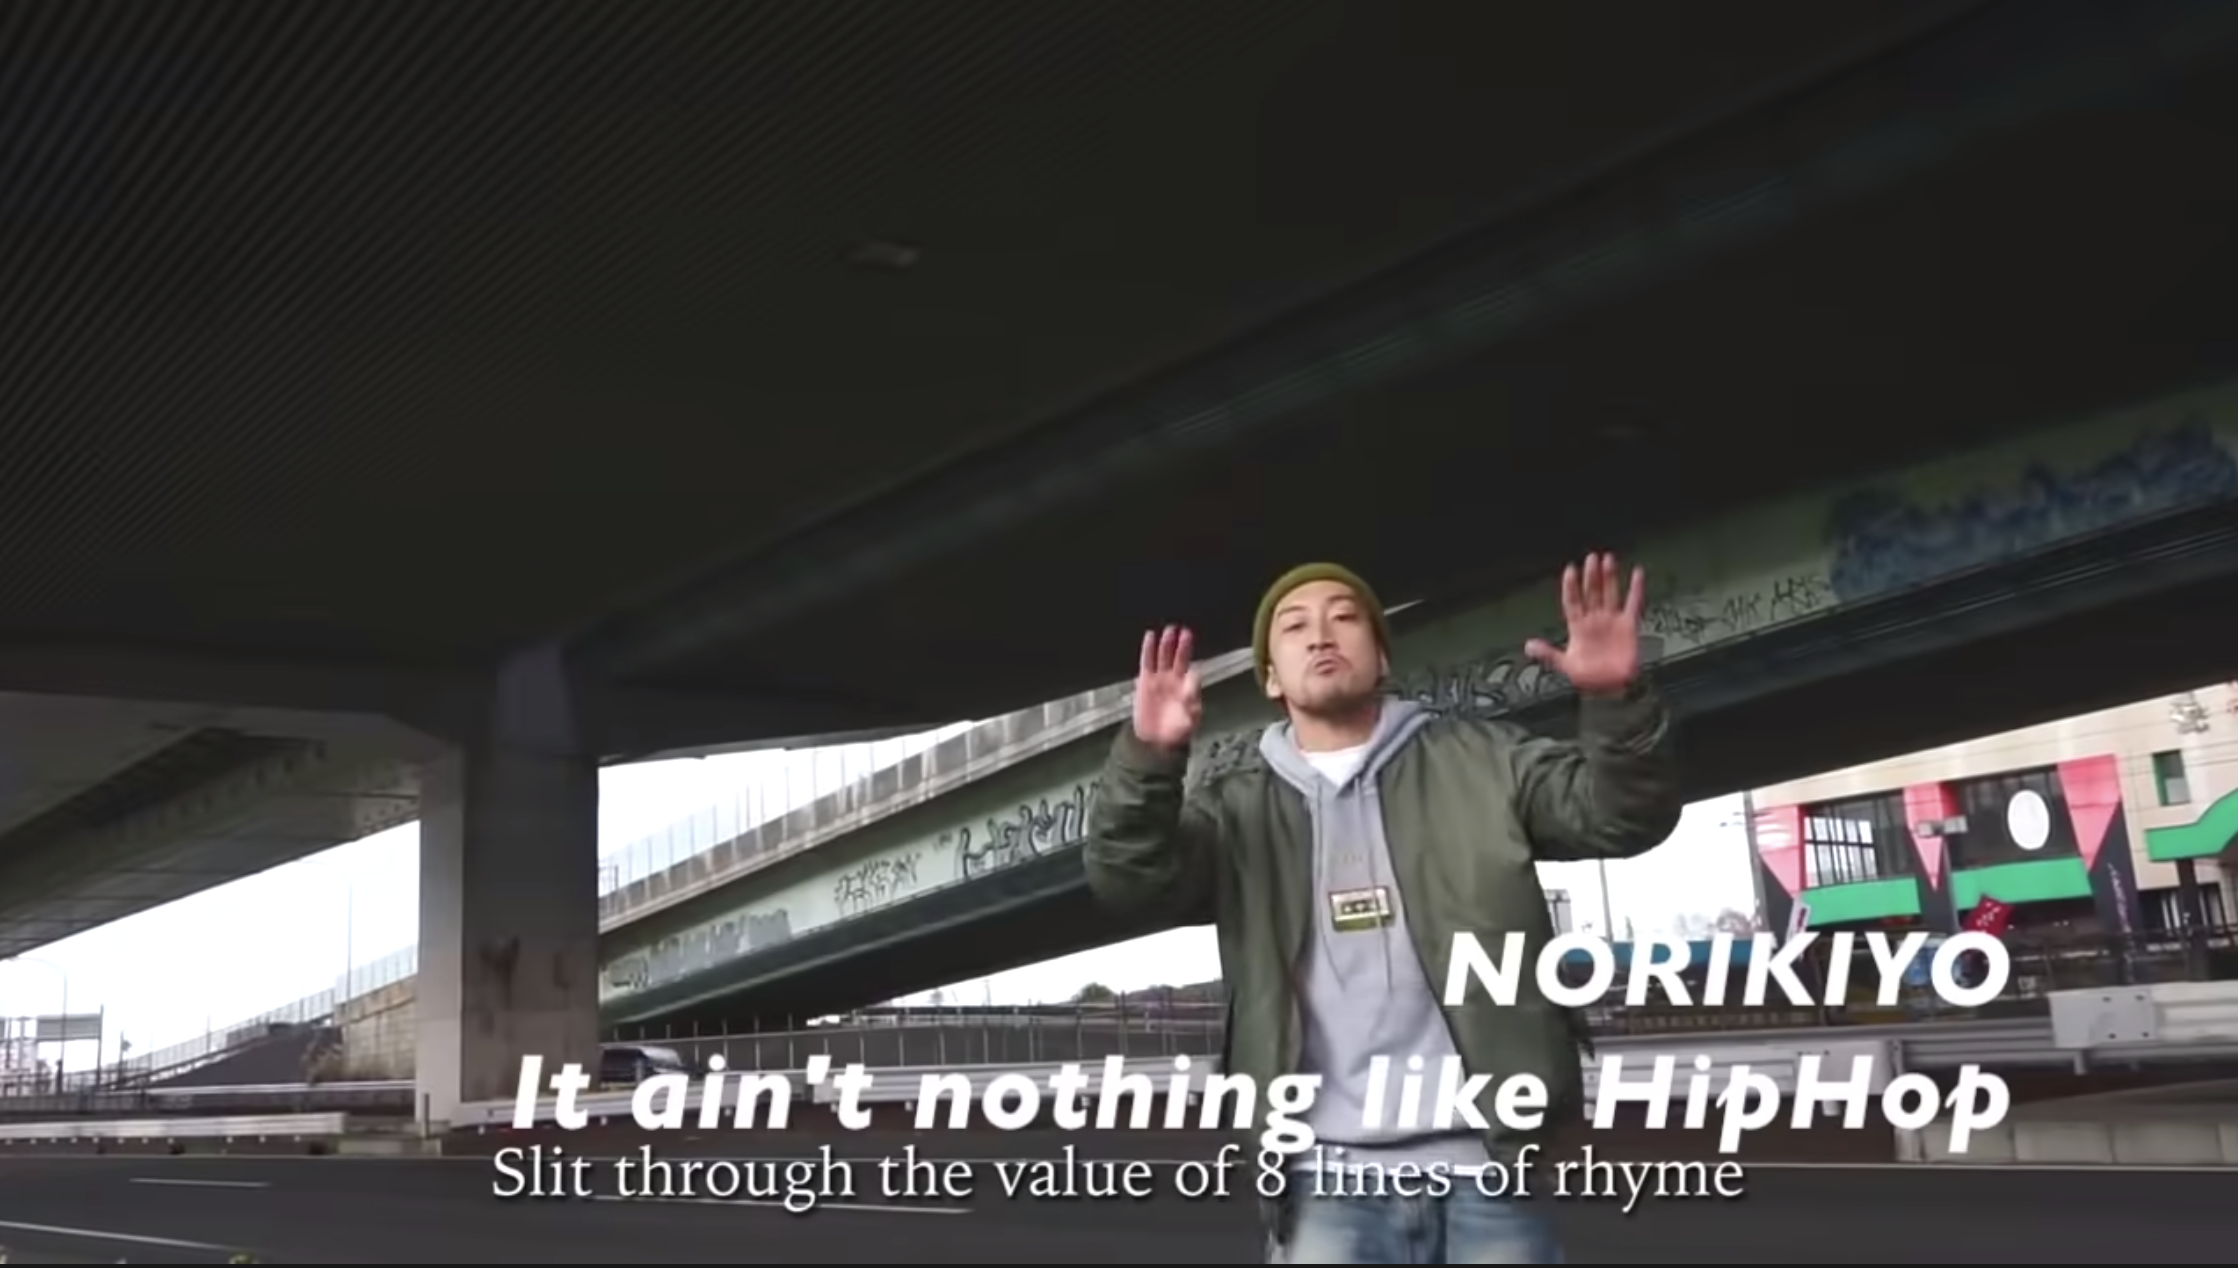 NORIKIYO
It ain't nothing like HipHop
Slit through the value of 8 lines of rhyme